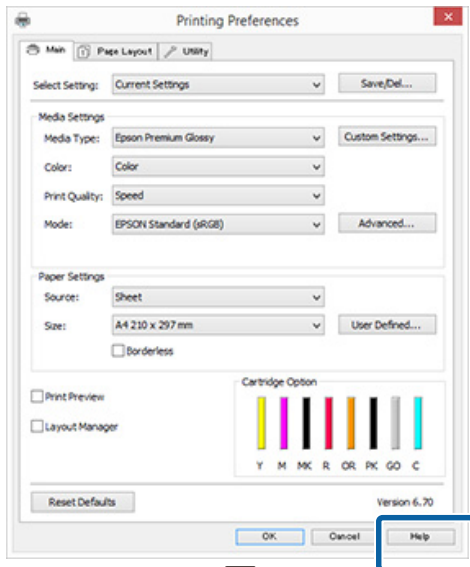 Printing Preferences
Main Page Layout Utility
Select Setting: Current Settings Save/Del...
Media Settings
Media Type: Epson Premium Glossy Custom Settings...
Color: Color
Print Quality: Speed
Mode: EPSON Standard (sRGB) Advanced...
Paper Settings
Source: Sheet
Size: A4 210 x 297 mm User Defined...
Borderless
Cartridge Option
Print Preview
Layout Manager
Y M MK R OR PK GO C
Reset Defaults Version 6.70
OK Cancel Help